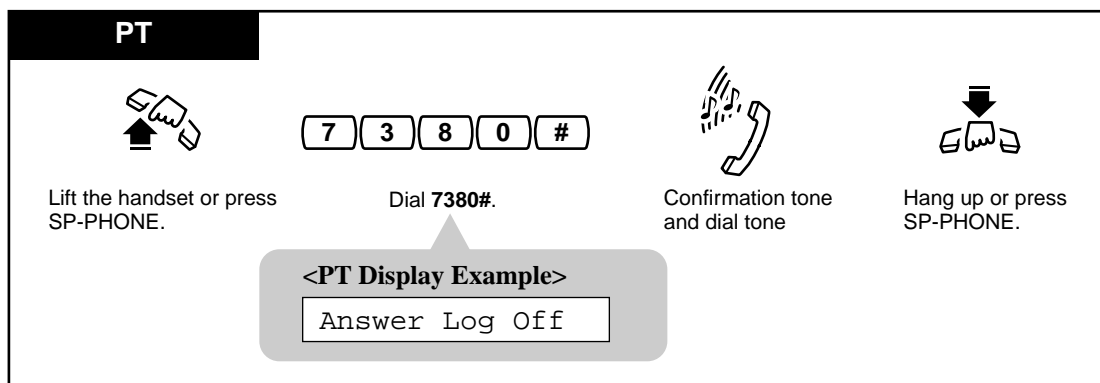 PT
7 3 8 0 #
Lift the handset or press
SP-PHONE.
Dial 7380#.
Confirmation tone
and dial tone
Hang up or press
SP-PHONE.
<PT Display Example>
Answer Log Off